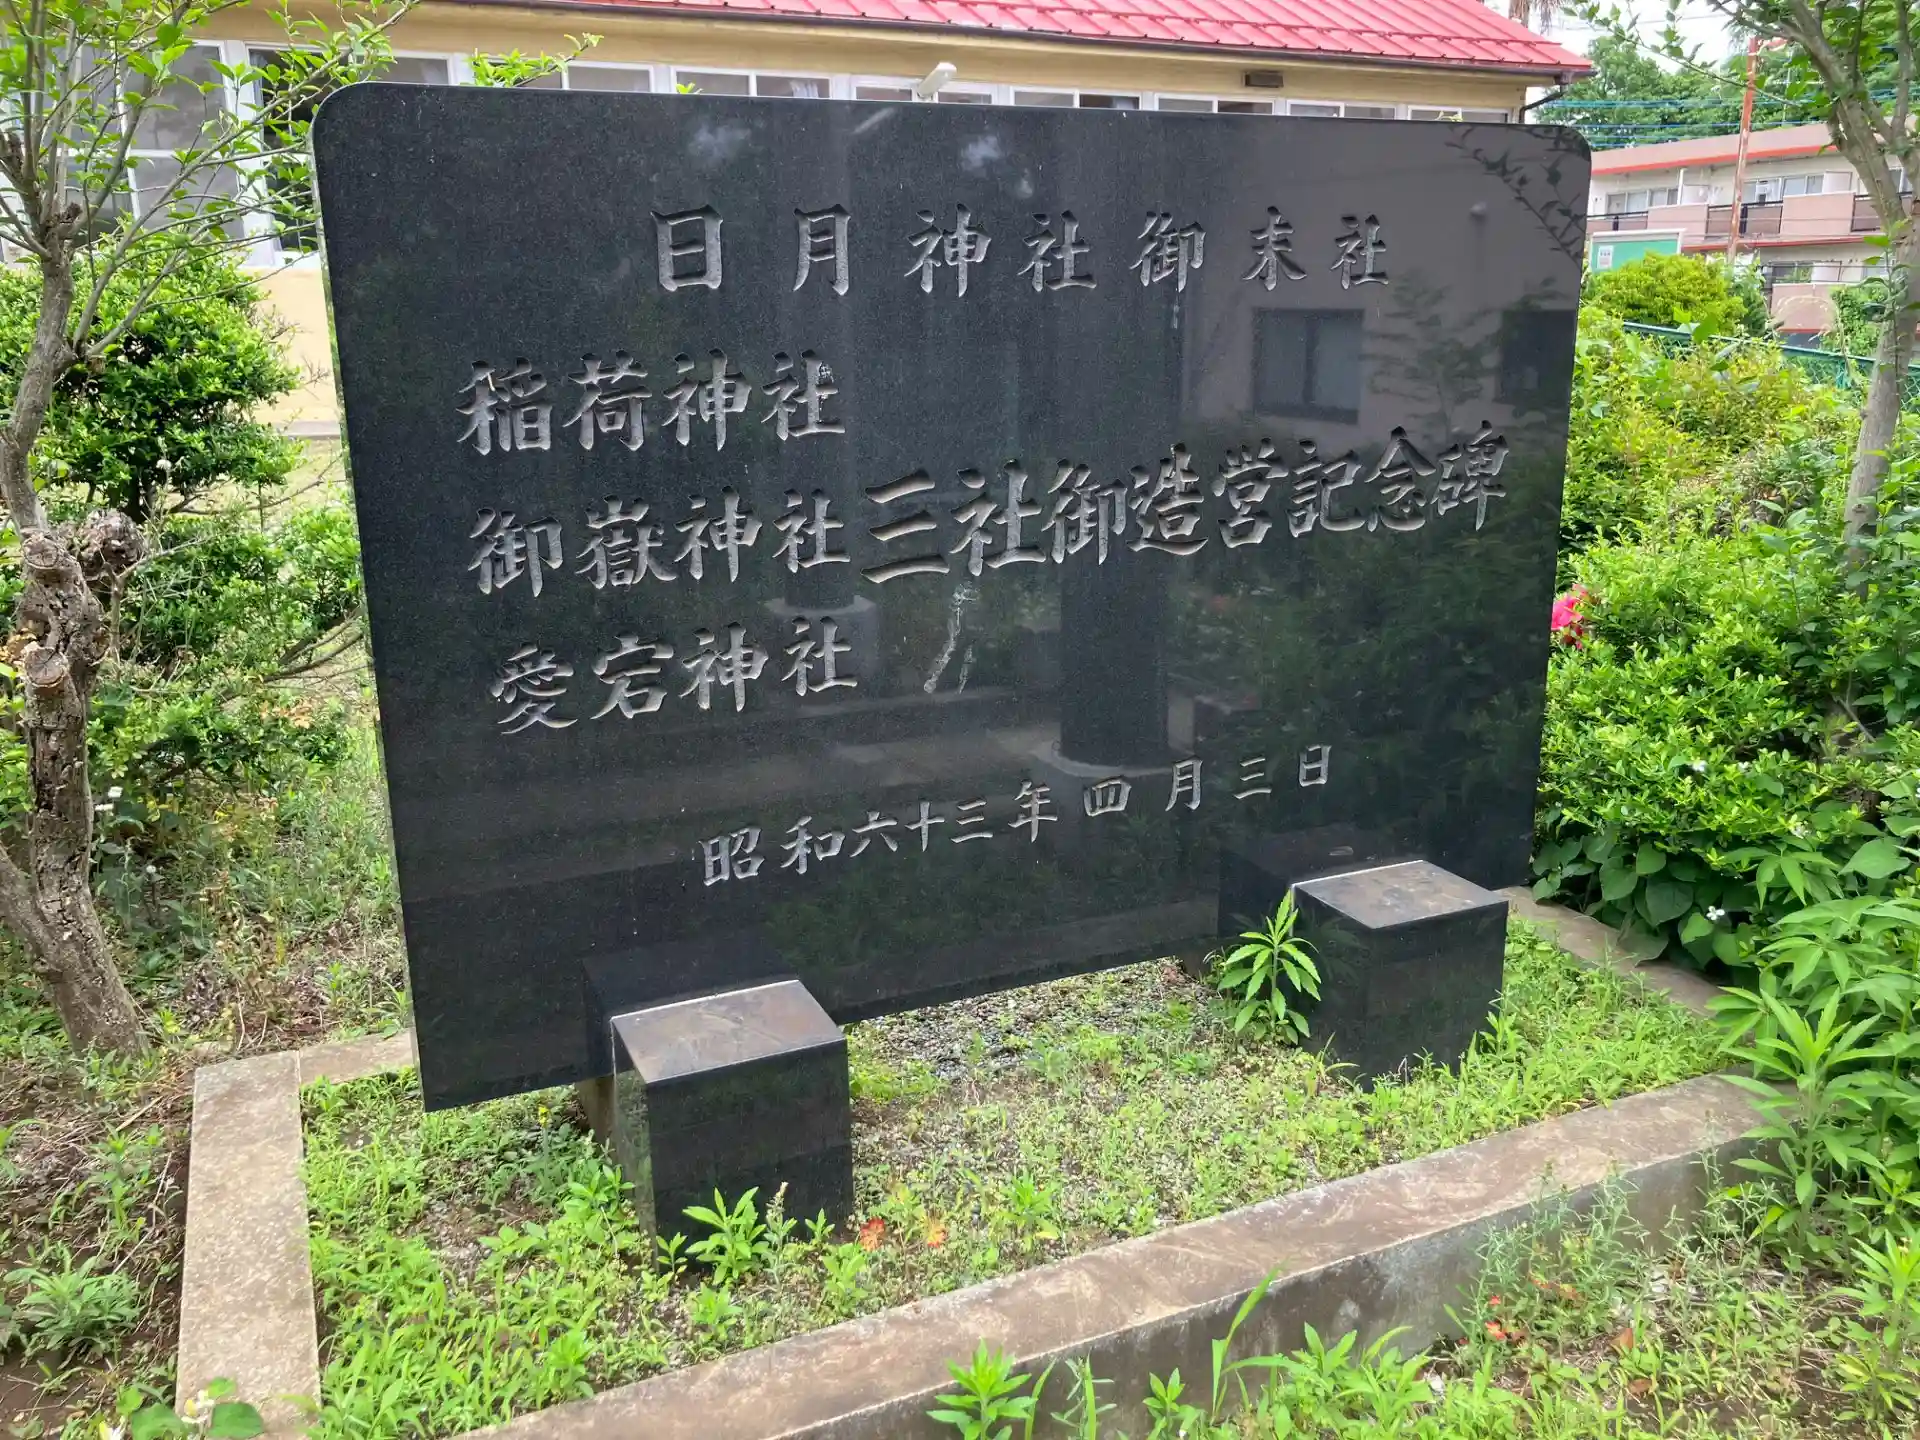 日月神社御末社
稲荷神社
御嶽神社 三社御造営記念碑
愛宕神社
昭和六十三年四月三日